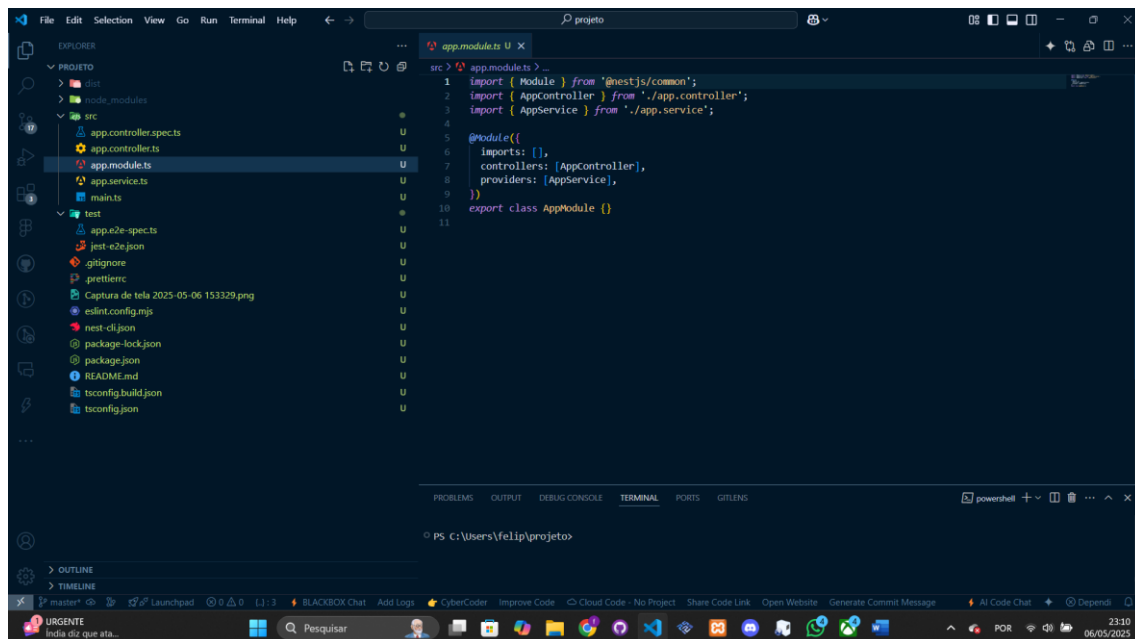 File Edit Selection View Go Run Terminal Help
projeto
EXPLORER
PROJETO
dist
node_modules
src
app.controller.spec.ts U
app.controller.ts U
app.module.ts U
app.service.ts U
main.ts U
test
app.e2e-spec.ts U
jest-e2e.json U
.gitignore U
.prettierrc U
Captura de tela 2025-05-06 153329.png U
eslint.config.mjs U
nest-cli.json U
package-lock.json U
package.json U
README.md U
tsconfig.build.json U
tsconfig.json U
OUTLINE
TIMELINE
17
3
app.module.ts U
src > app.module.ts > ...
1 import { Module } from '@nestjs/common';
2 import { AppController } from './app.controller';
3 import { AppService } from './app.service';
4
5 @Module({
6 imports: [],
7 controllers: [AppController],
8 providers: [AppService],
9 })
10 export class AppModule {}
11
PROBLEMS OUTPUT DEBUG CONSOLE TERMINAL PORTS GITLENS
powershell
PS C:\Users\felip\projeto>
master* Launchpad 0 0 [..] : 3 BLACKBOX Chat Add Logs CyberCoder Improve Code Cloud Code - No Project Share Code Link Open Website Generate Commit Message AI Code Chat Dependi
1 URGENTE
Índia diz que ata...
Pesquisar
POR
23:10
06/05/2025